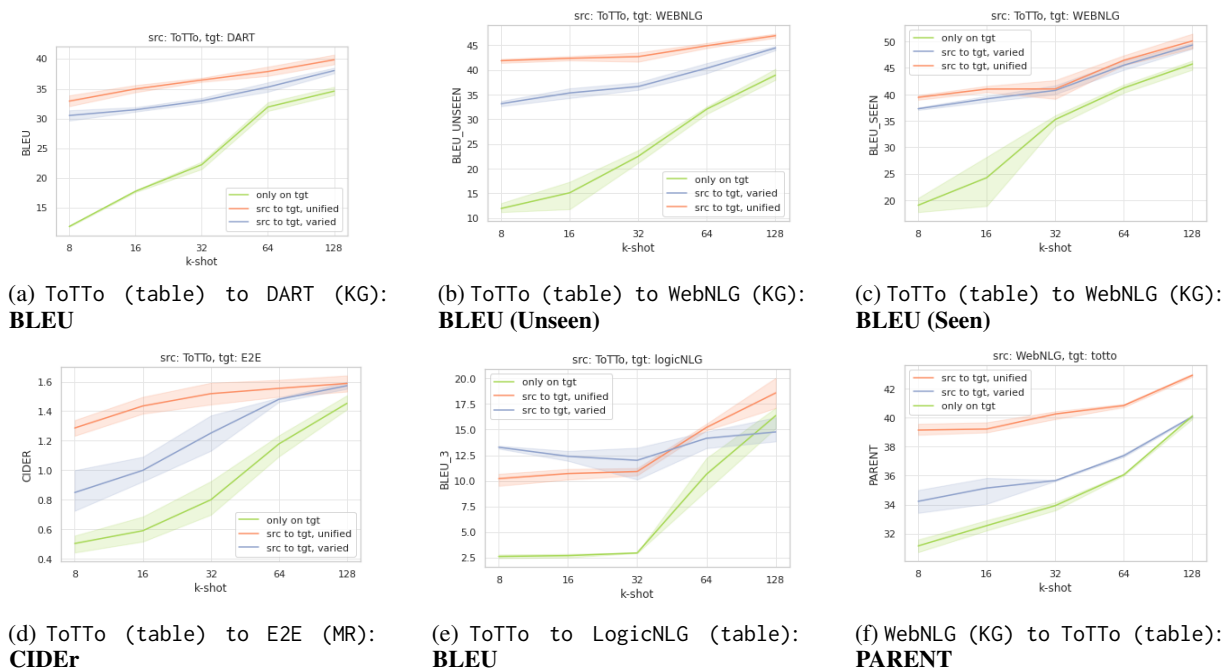 src: ToTTo, tgt: DART
40
35
30
25
20
15
BLEU
only on tgt
src to tgt, unified
src to tgt, varied
8 16 32 64 128
k-shot
(a) ToTTo (table) to DART (KG):
BLEU
src: ToTTo, tgt: WEBNLG
45
40
35
30
25
20
15
10
BLEU_UNSEEN
only on tgt
src to tgt, varied
src to tgt, unified
8 16 32 64 128
k-shot
(b) ToTTo (table) to WebNLG (KG):
BLEU (Unseen)
src: ToTTo, tgt: WEBNLG
50
45
40
35
30
25
20
BLEU_SEEN
only on tgt
src to tgt, varied
src to tgt, unified
8 16 32 64 128
k-shot
(c) ToTTo (table) to WebNLG (KG):
BLEU (Seen)
src: ToTTo, tgt: E2E
1.6
1.4
1.2
1.0
0.8
0.6
0.4
CIDER
only on tgt
src to tgt, unified
src to tgt, varied
8 16 32 64 128
k-shot
(d) ToTTo (table) to E2E (MR):
CIDEr
src: ToTTo, tgt: logicNLG
20.0
17.5
15.0
12.5
10.0
7.5
5.0
2.5
BLEU_3
only on tgt
src to tgt, unified
src to tgt, varied
8 16 32 64 128
k-shot
(e) ToTTo to LogicNLG (table):
BLEU
src: WebNLG, tgt: totto
42
40
38
36
34
32
PARENT
src to tgt, unified
src to tgt, varied
only on tgt
8 16 32 64 128
k-shot
(f) WebNLG (KG) to ToTTo (table):
PARENT